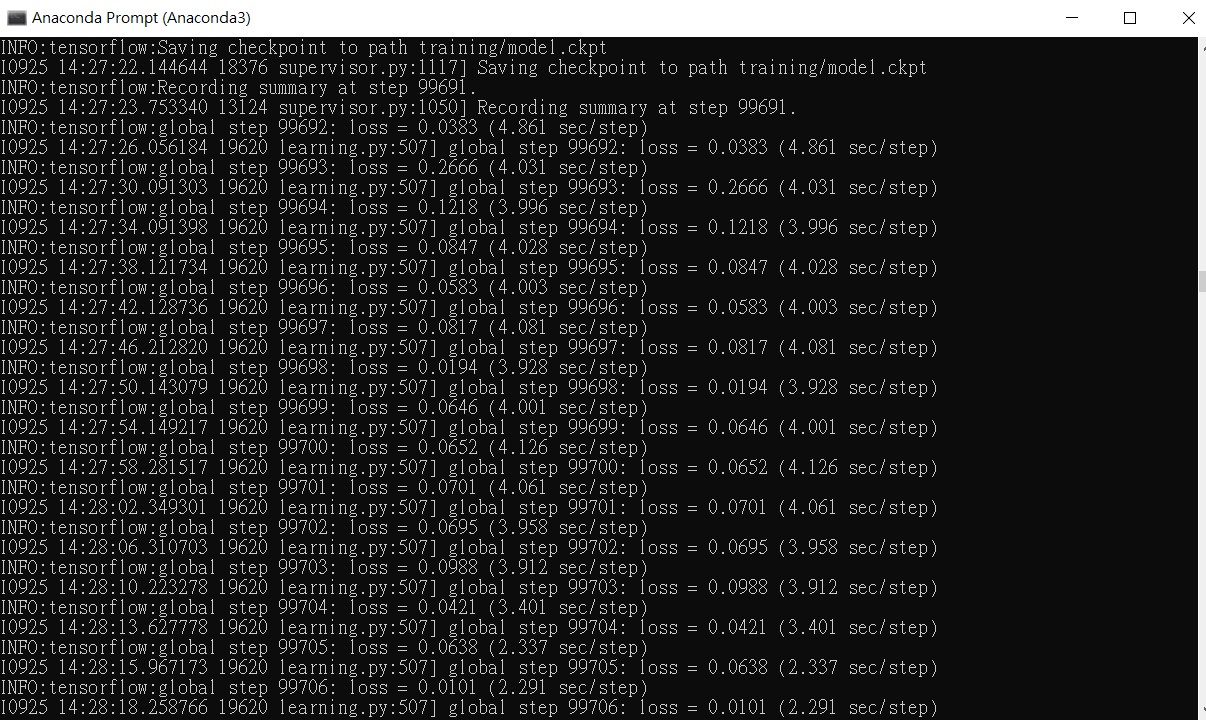 Anaconda Prompt (Anaconda3)
INFO:tensorflow:Saving checkpoint to path training/model.ckpt
I0925 14:27:22.144644 18376 supervisor.py:1117] Saving checkpoint to path training/model.ckpt
INFO:tensorflow:Recording summary at step 99691.
I0925 14:27:23.753340 13124 supervisor.py:1050] Recording summary at step 99691.
INFO:tensorflow:global step 99692: loss = 0.0383 (4.861 sec/step)
I0925 14:27:26.056184 19620 learning.py:507] global step 99692: loss = 0.0383 (4.861 sec/step)
INFO:tensorflow:global step 99693: loss = 0.2666 (4.031 sec/step)
I0925 14:27:30.091303 19620 learning.py:507] global step 99693: loss = 0.2666 (4.031 sec/step)
INFO:tensorflow:global step 99694: loss = 0.1218 (3.996 sec/step)
I0925 14:27:34.091398 19620 learning.py:507] global step 99694: loss = 0.1218 (3.996 sec/step)
INFO:tensorflow:global step 99695: loss = 0.0847 (4.028 sec/step)
I0925 14:27:38.121734 19620 learning.py:507] global step 99695: loss = 0.0847 (4.028 sec/step)
INFO:tensorflow:global step 99696: loss = 0.0583 (4.003 sec/step)
I0925 14:27:42.128736 19620 learning.py:507] global step 99696: loss = 0.0583 (4.003 sec/step)
INFO:tensorflow:global step 99697: loss = 0.0817 (4.081 sec/step)
I0925 14:27:46.212820 19620 learning.py:507] global step 99697: loss = 0.0817 (4.081 sec/step)
INFO:tensorflow:global step 99698: loss = 0.0194 (3.928 sec/step)
I0925 14:27:50.143079 19620 learning.py:507] global step 99698: loss = 0.0194 (3.928 sec/step)
INFO:tensorflow:global step 99699: loss = 0.0646 (4.001 sec/step)
I0925 14:27:54.149217 19620 learning.py:507] global step 99699: loss = 0.0646 (4.001 sec/step)
INFO:tensorflow:global step 99700: loss = 0.0652 (4.126 sec/step)
I0925 14:27:58.281517 19620 learning.py:507] global step 99700: loss = 0.0652 (4.126 sec/step)
INFO:tensorflow:global step 99701: loss = 0.0701 (4.061 sec/step)
I0925 14:28:02.349301 19620 learning.py:507] global step 99701: loss = 0.0701 (4.061 sec/step)
INFO:tensorflow:global step 99702: loss = 0.0695 (3.958 sec/step)
I0925 14:28:06.310703 19620 learning.py:507] global step 99702: loss = 0.0695 (3.958 sec/step)
INFO:tensorflow:global step 99703: loss = 0.0988 (3.912 sec/step)
I0925 14:28:10.223278 19620 learning.py:507] global step 99703: loss = 0.0988 (3.912 sec/step)
INFO:tensorflow:global step 99704: loss = 0.0421 (3.401 sec/step)
I0925 14:28:13.627778 19620 learning.py:507] global step 99704: loss = 0.0421 (3.401 sec/step)
INFO:tensorflow:global step 99705: loss = 0.0638 (2.337 sec/step)
I0925 14:28:15.967173 19620 learning.py:507] global step 99705: loss = 0.0638 (2.337 sec/step)
INFO:tensorflow:global step 99706: loss = 0.0101 (2.291 sec/step)
I0925 14:28:18.258766 19620 learning.py:507] global step 99706: loss = 0.0101 (2.291 sec/step)